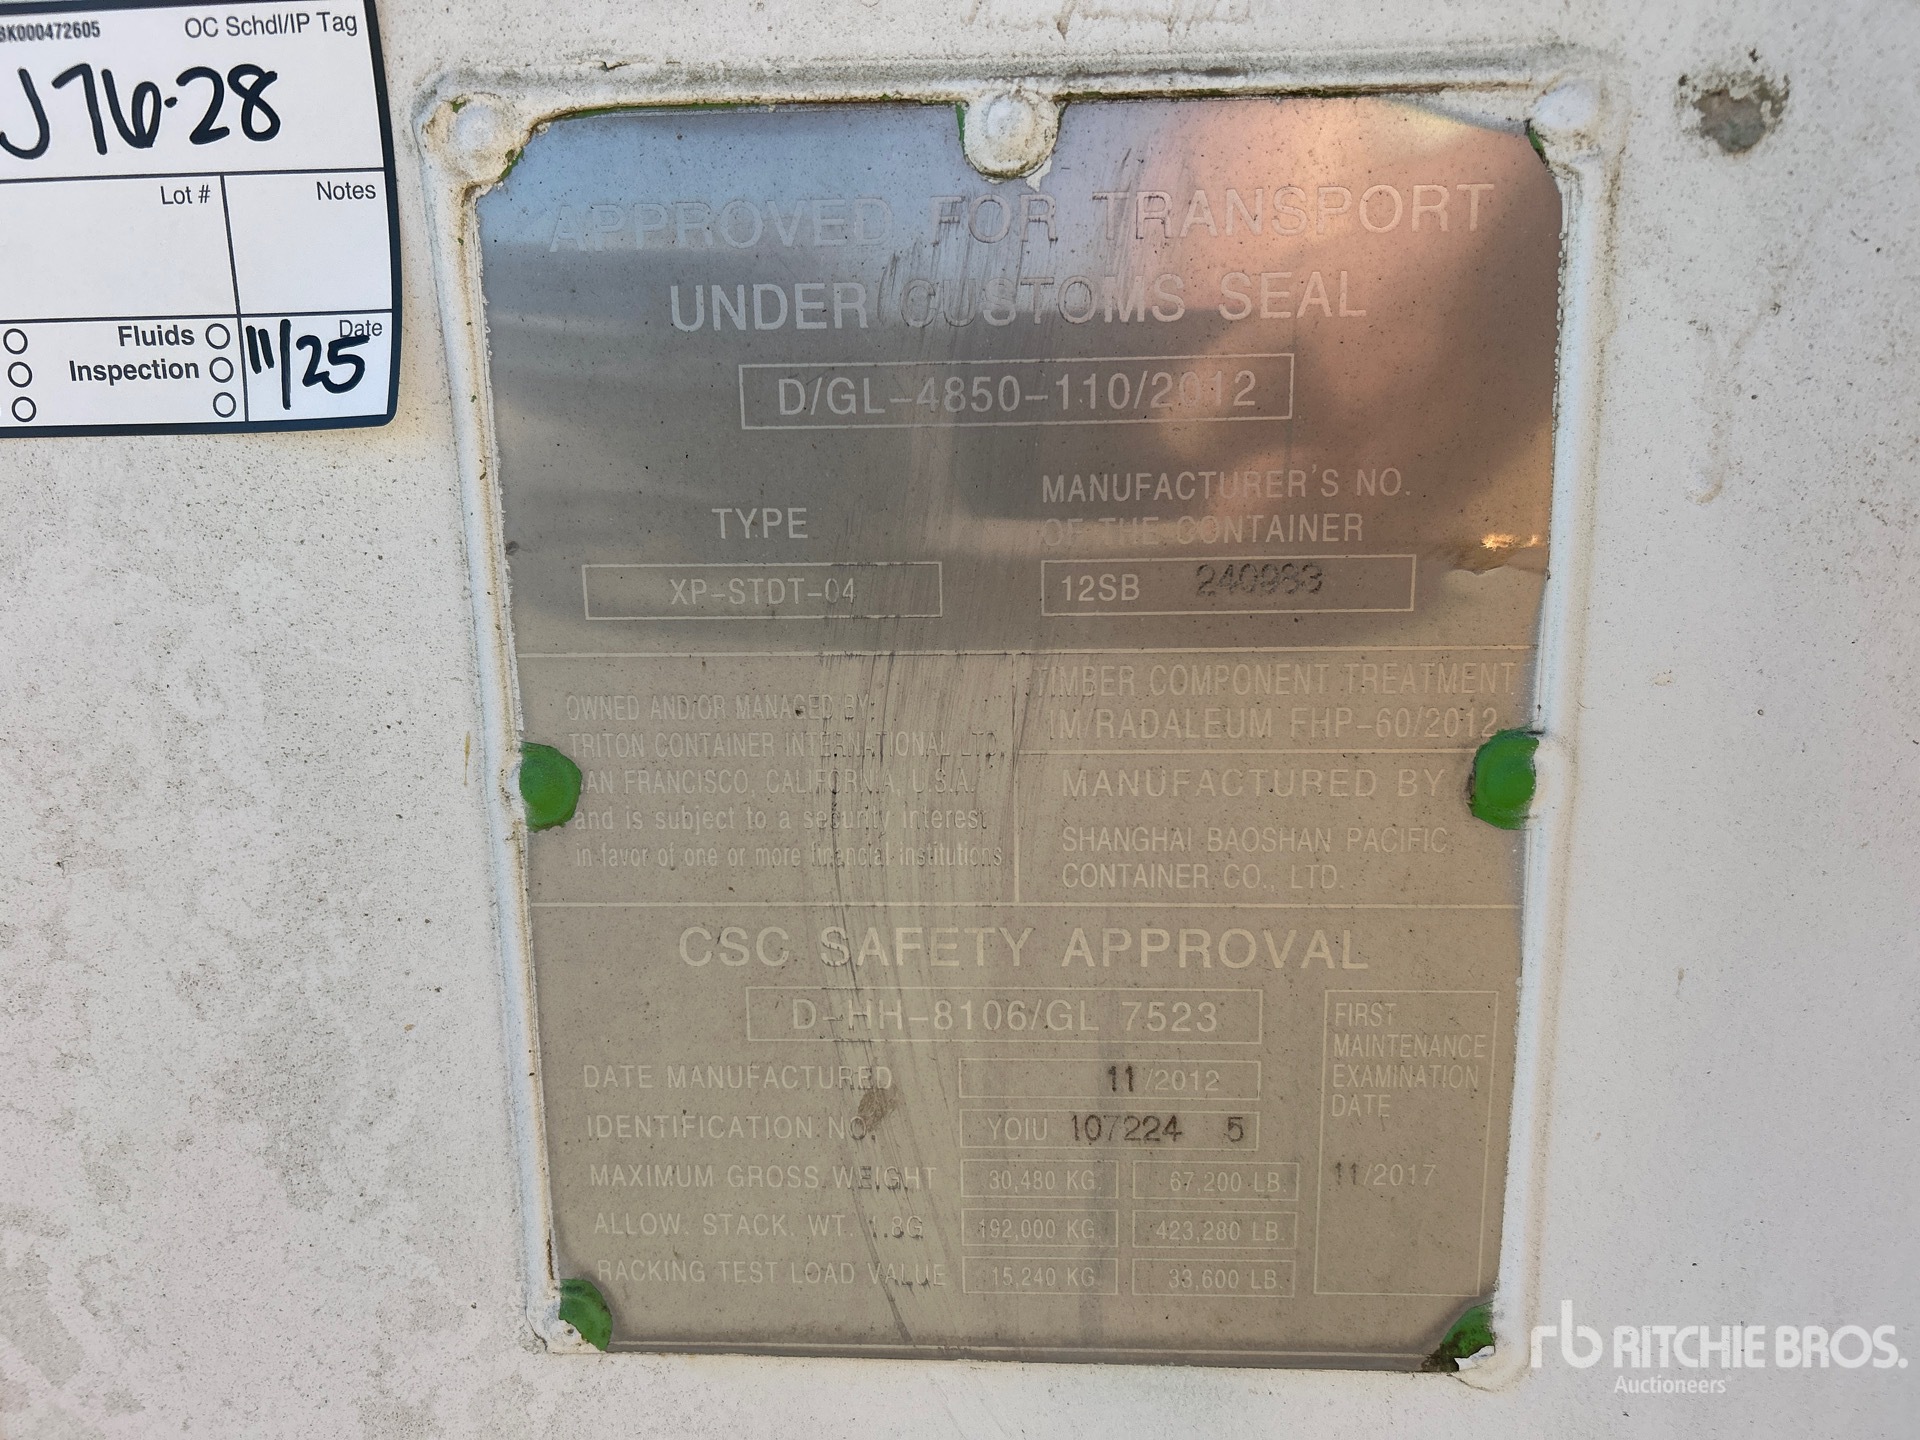 BK000472605
OC Schdl/IP Tag
J76-28
Lot #
Notes
Fluids
Inspection
Date
11/25
APPROVED FOR TRANSPORT
UNDER CUSTOMS SEAL
D/GL-4850-110/2012
TYPE
MANUFACTURER'S NO.
OF THE CONTAINER
XP-STDT-04
12SB 240983
OWNED AND/OR MANAGED BY:
TRITON CONTAINER INTERNATIONAL LTD.
SAN FRANCISCO, CALIFORNIA, U.S.A.
and is subject to a security interest
in favor of one or more financial institutions
TIMBER COMPONENT TREATMENT
IM/RADALEUM FHP-60/2012
MANUFACTURED BY
SHANGHAI BAOSHAN PACIFIC
CONTAINER CO., LTD.
CSC SAFETY APPROVAL
D-HH-8106/GL 7523
DATE MANUFACTURED 11/2012
IDENTIFICATION NO. YOIU 107224 5
MAXIMUM GROSS WEIGHT 30,480 KG 67,200 LB.
ALLOW. STACK. WT. 1.8G 192,000 KG 423,280 LB.
RACKING TEST LOAD VALUE 15,240 KG 33,600 LB.
FIRST
MAINTENANCE
EXAMINATION
DATE
11/2017
rb RITCHIE BROS.
Auctioneers